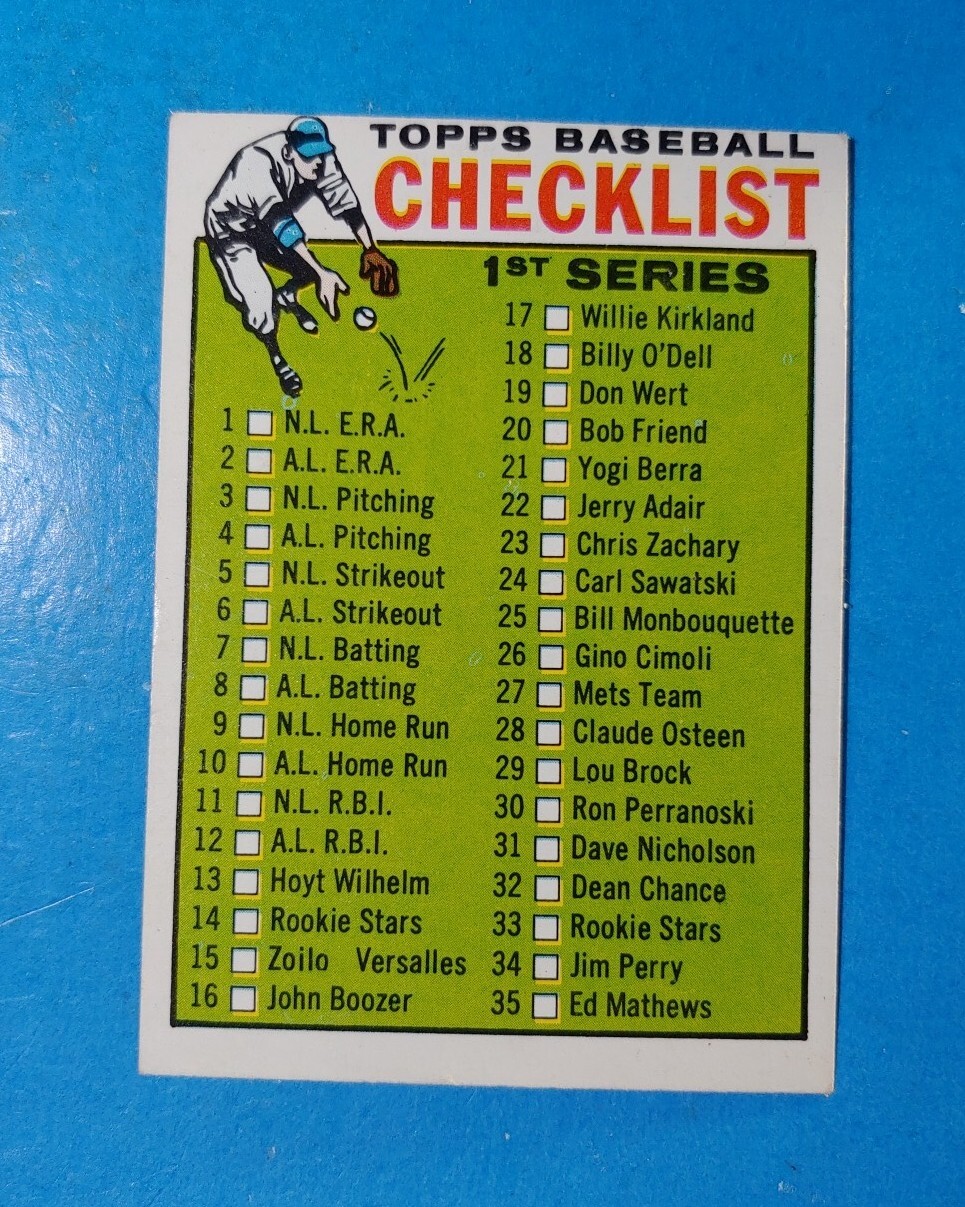 TOPPS BASEBALL
CHECKLIST
1ST SERIES
1 N.L. E.R.A.
2 A.L. E.R.A.
3 N.L. Pitching
4 A.L. Pitching
5 N.L. Strikeout
6 A.L. Strikeout
7 N.L. Batting
8 A.L. Batting
9 N.L. Home Run
10 A.L. Home Run
11 N.L. R.B.I.
12 A.L. R.B.I.
13 Hoyt Wilhelm
14 Rookie Stars
15 Zoilo Versalles
16 John Boozer
17 Willie Kirkland
18 Billy O'Dell
19 Don Wert
20 Bob Friend
21 Yogi Berra
22 Jerry Adair
23 Chris Zachary
24 Carl Sawatski
25 Bill Monbouquette
26 Gino Cimoli
27 Mets Team
28 Claude Osteen
29 Lou Brock
30 Ron Perranoski
31 Dave Nicholson
32 Dean Chance
33 Rookie Stars
34 Jim Perry
35 Ed Mathews